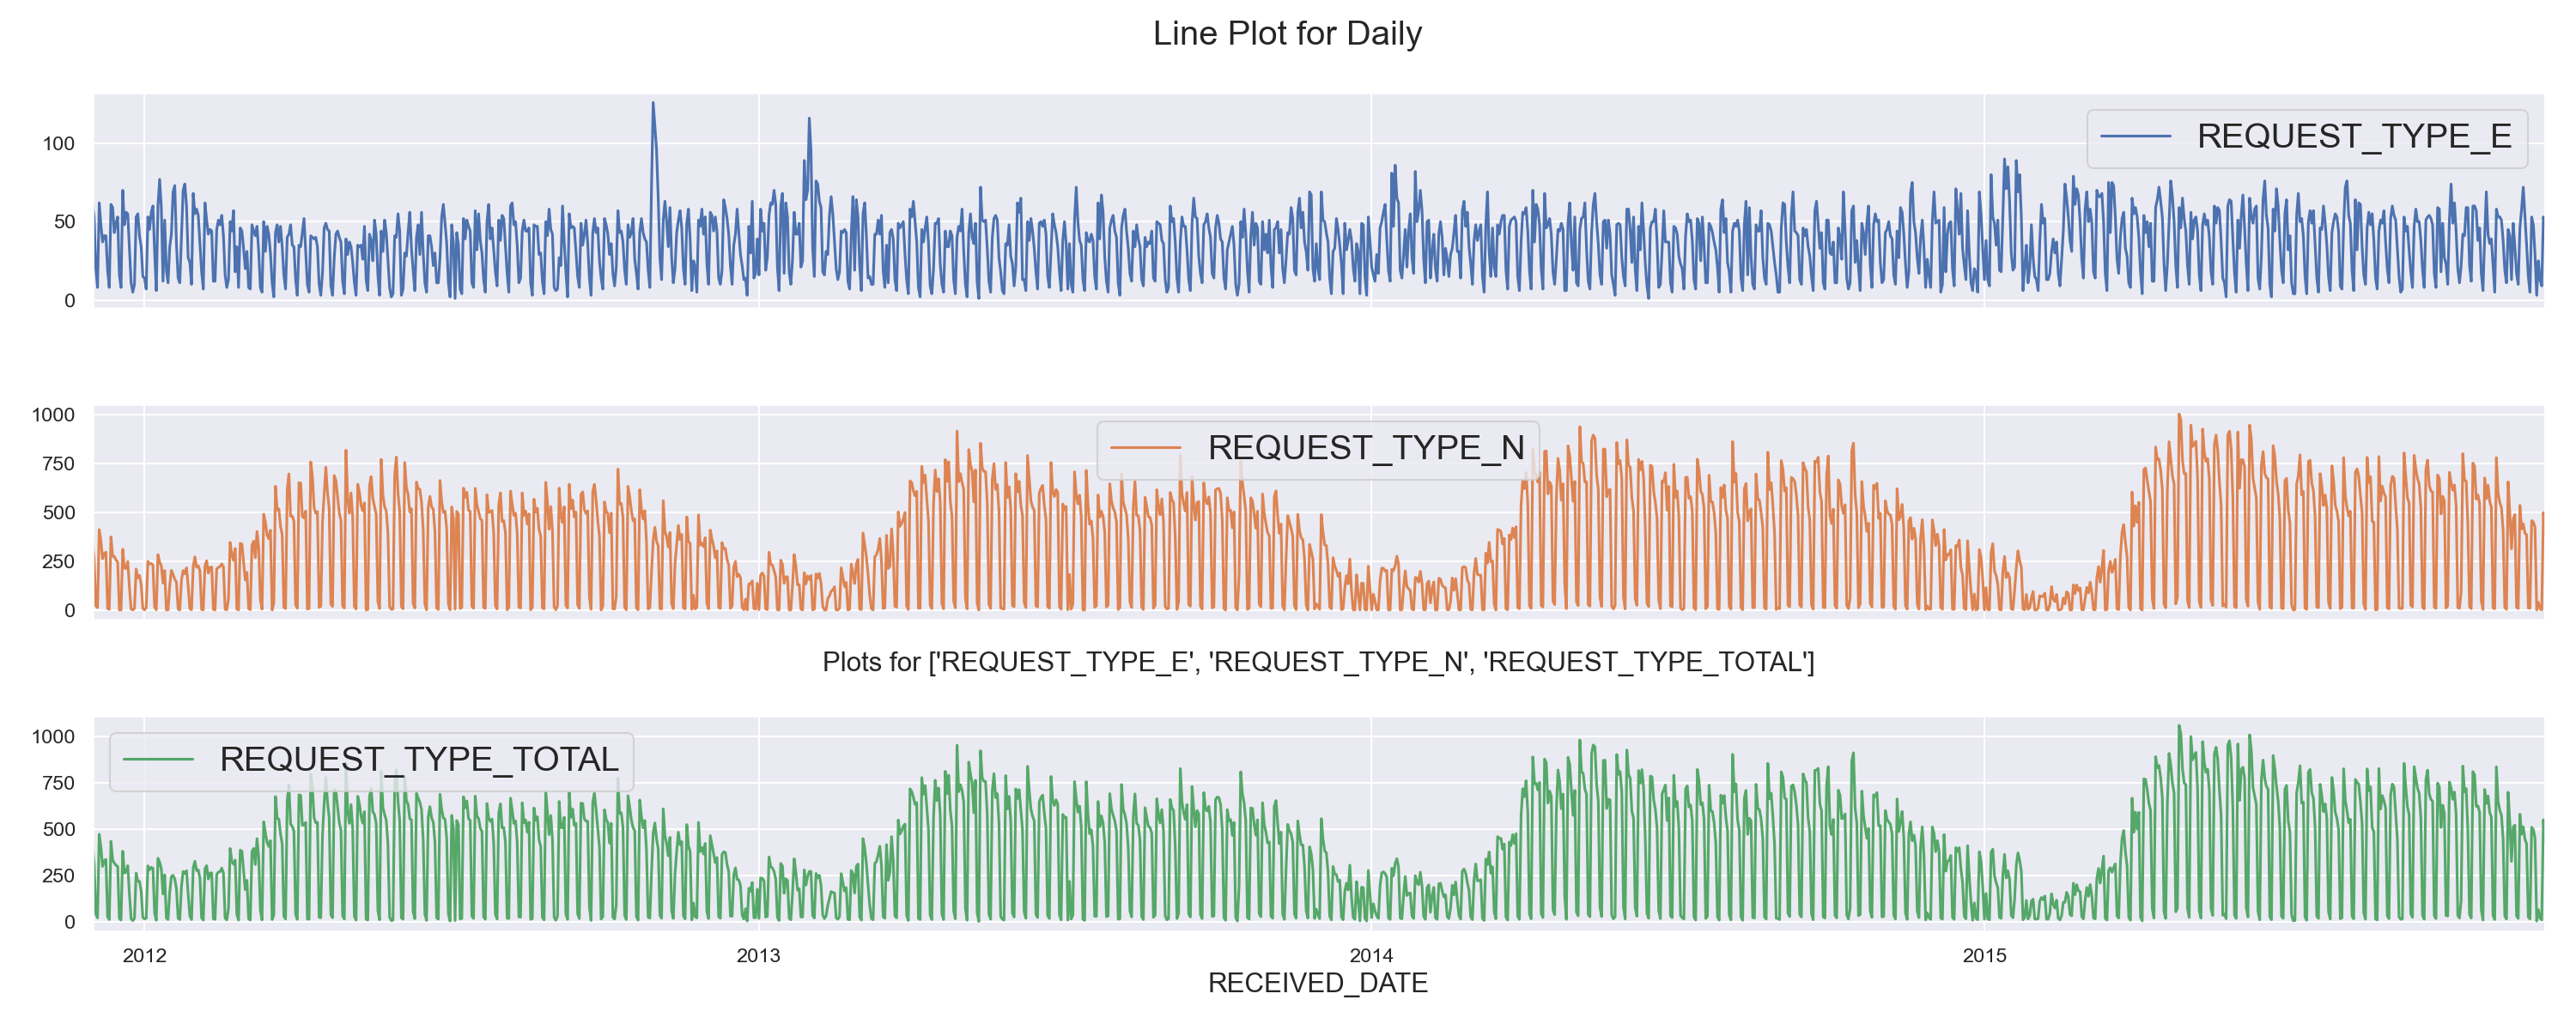 Line Plot for Daily
100
50
0
REQUEST_TYPE_E
1000
750
500
250
0
REQUEST_TYPE_N
Plots for ['REQUEST_TYPE_E', 'REQUEST_TYPE_N', 'REQUEST_TYPE_TOTAL']
1000
750
500
250
0
REQUEST_TYPE_TOTAL
2012 2013 2014 2015
RECEIVED_DATE